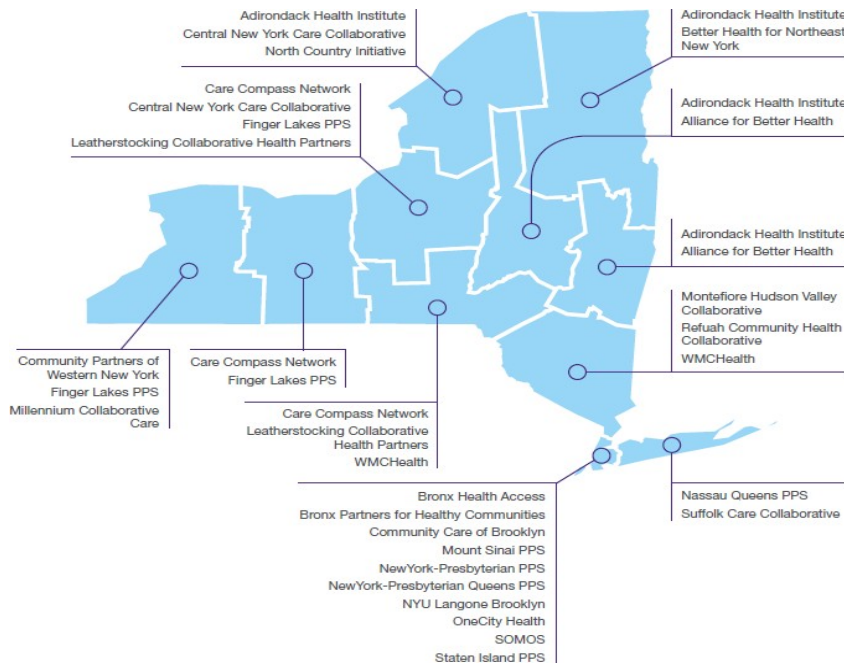 Adirondack Health Institute
Central New York Care Collaborative
North Country Initiative
Adirondack Health Institute
Better Health for Northeast
New York
Care Compass Network
Central New York Care Collaborative
Finger Lakes PPS
Leatherstocking Collaborative Health Partners
Adirondack Health Institute
Alliance for Better Health
Adirondack Health Institute
Alliance for Better Health
Montefiore Hudson Valley
Collaborative
Refuah Community Health
Collaborative
WMCHealth
Community Partners of
Western New York
Finger Lakes PPS
Millennium Collaborative
Care
Care Compass Network
Finger Lakes PPS
Care Compass Network
Leatherstocking Collaborative
Health Partners
WMCHealth
Nassau Queens PPS
Suffolk Care Collaborative
Bronx Health Access
Bronx Partners for Healthy Communities
Community Care of Brooklyn
Mount Sinai PPS
NewYork-Presbyterian PPS
NewYork-Presbyterian Queens PPS
NYU Langone Brooklyn
OneCity Health
SOMOS
Staten Island PPS